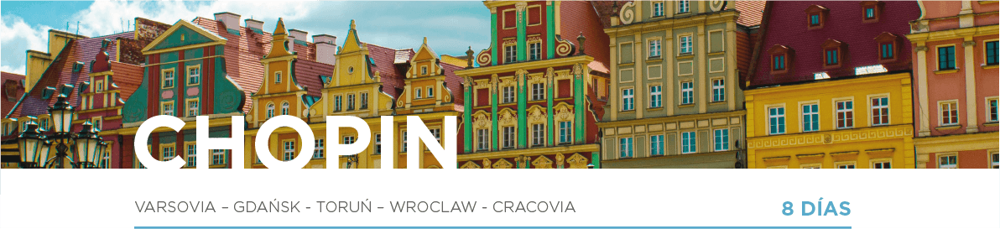 CHOPIN
VARSOVIA – GDAŃSK - TORUŃ – WROCLAW - CRACOVIA
8 DÍAS